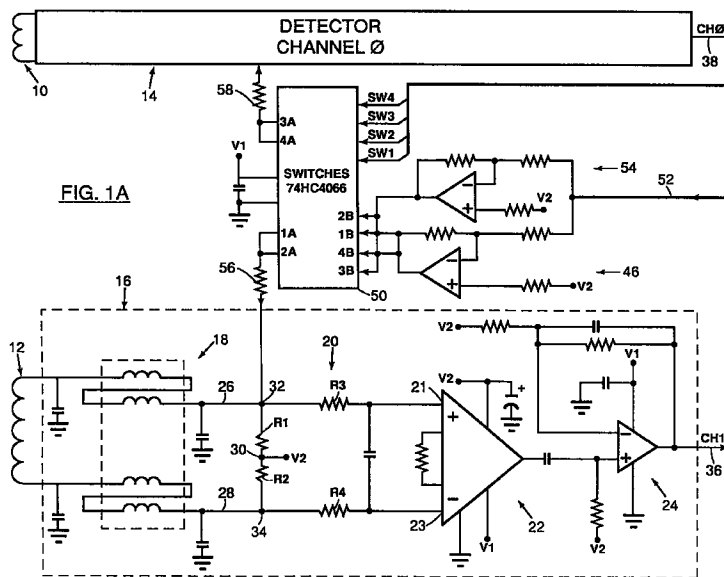 DETECTOR
CHANNEL Ø
CHØ
38
10
14
58
3A
4A
SW4
SW3
SW2
SW1
V1
SWITCHES
74HC4066
FIG. 1A
54
V2
52
2B
1B
4B
3B
1A
2A
56
50
46
V2
16
12
18
20
26
32
R3
R1
30
V2
R2
28
34
R4
V2
21
23
22
V1
V2
V1
CH1
36
24
V2